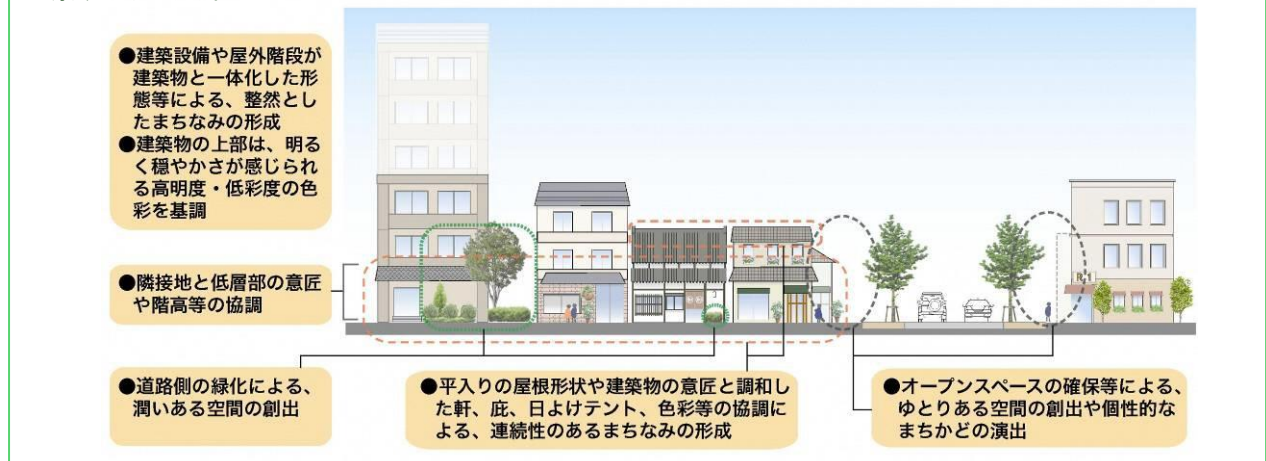 ●建築設備や屋外階段が
建築物と一体化した形
態等による、整然とし
たまちなみの形成
●建築物の上部は、明る
く穏やかさが感じられ
る高明度・低彩度の色
彩を基調
●隣接地と低層部の意匠
や階高等の協調
●道路側の緑化による、
潤いある空間の創出
●平入りの屋根形状や建築物の意匠と調和し
た軒、庇、日よけテント、色彩等の協調に
よる、連続性のあるまちなみの形成
●オープンスペースの確保等による、
ゆとりある空間の創出や個性的な
まちかどの演出